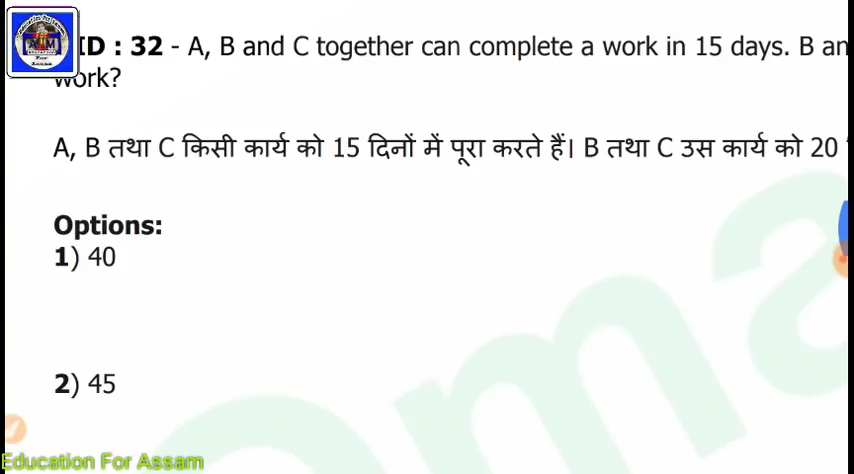 ID : 32 - A, B and C together can complete a work in 15 days. B an
work?
A, B तथा C किसी कार्य को 15 दिनों में पूरा करते हैं। B तथा C उस कार्य को 20
Options:
1) 40
2) 45
Education For Assam